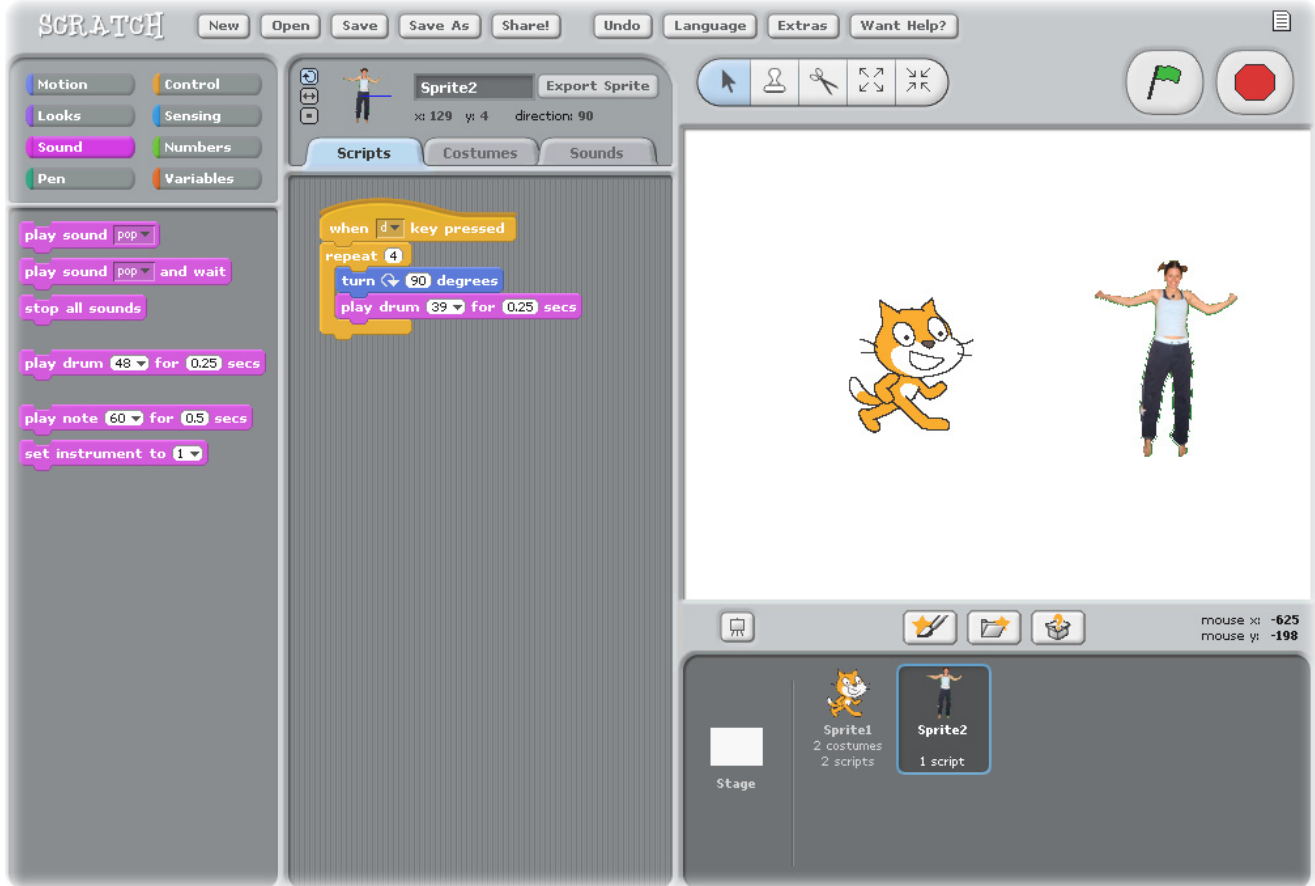 SCRATCH New Open Save Save As Share! Undo Language Extras Want Help?
Motion Control
Looks Sensing
Sound Numbers
Pen Variables
play sound pop
play sound pop and wait
stop all sounds
play drum 48 for 0.25 secs
play note 60 for 0.5 secs
set instrument to 1
Sprite2 Export Sprite
x: 129 y: 4 direction: 90
Scripts Costumes Sounds
when d key pressed
repeat 4
turn 90 degrees
play drum 39 for 0.25 secs
mouse x: -625
mouse y: -198
Stage
Sprite1
2 costumes
2 scripts
Sprite2
1 script